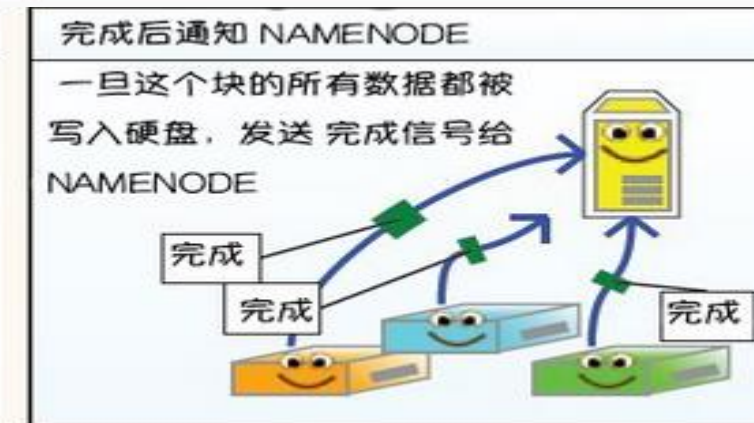 完成后通知 NAMENODE
一旦这个块的所有数据都被
写入硬盘，发送 完成信号给
NAMENODE
完成
完成
完成